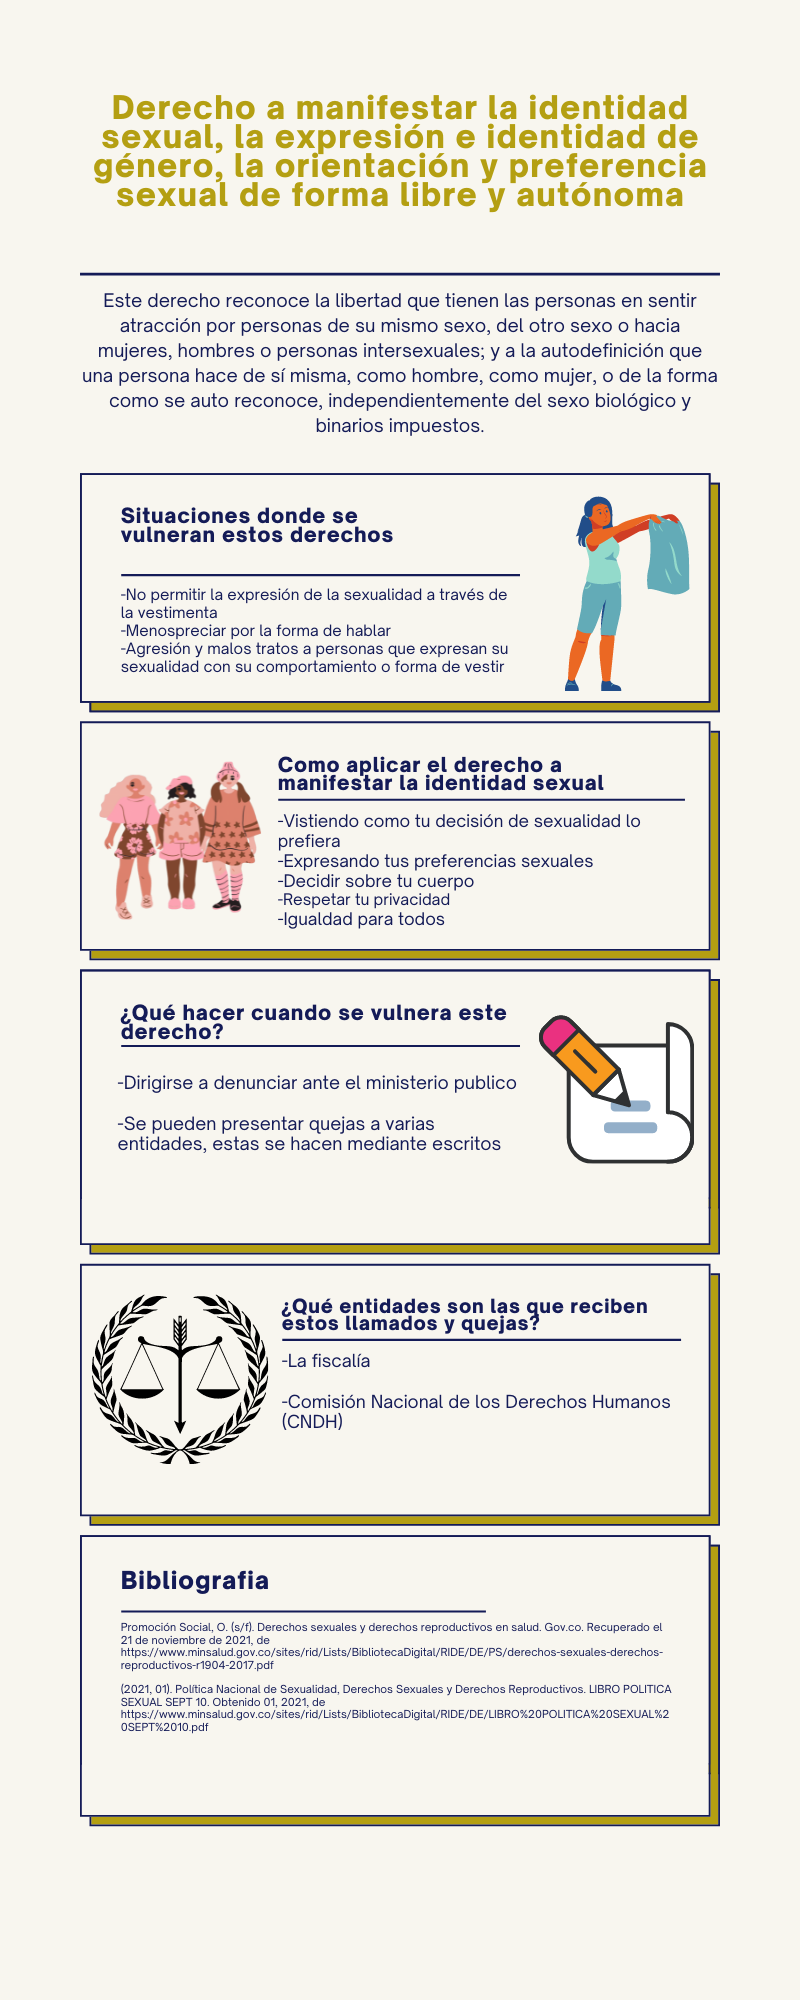 Derecho a manifestar la identidad
sexual, la expresión e identidad de
género, la orientación y preferencia
sexual de forma libre y autónoma
Este derecho reconoce la libertad que tienen las personas en sentir
atracción por personas de su mismo sexo, del otro sexo o hacia
mujeres, hombres o personas intersexuales; y a la autodefinición que
una persona hace de sí misma, como hombre, como mujer, o de la forma
como se auto reconoce, independientemente del sexo biológico y
binarios impuestos.
Situaciones donde se
vulneran estos derechos
-No permitir la expresión de la sexualidad a través de
la vestimenta
-Menospreciar por la forma de hablar
-Agresión y malos tratos a personas que expresan su
sexualidad con su comportamiento o forma de vestir
Como aplicar el derecho a
manifestar la identidad sexual
-Vistiendo como tu decisión de sexualidad lo
prefiera
-Expresando tus preferencias sexuales
-Decidir sobre tu cuerpo
-Respetar tu privacidad
-Igualdad para todos
¿Qué hacer cuando se vulnera este
derecho?
-Dirigirse a denunciar ante el ministerio publico
-Se pueden presentar quejas a varias
entidades, estas se hacen mediante escritos
¿Qué entidades son las que reciben
estos llamados y quejas?
-La fiscalía
-Comisión Nacional de los Derechos Humanos
(CNDH)
Bibliografia
Promoción Social, O. (s/f). Derechos sexuales y derechos reproductivos en salud. Gov.co. Recuperado el
21 de noviembre de 2021, de
https://www.minsalud.gov.co/sites/rid/Lists/BibliotecaDigital/RIDE/DE/PS/derechos-sexuales-derechos-
reproductivos-r1904-2017.pdf
(2021, 01). Política Nacional de Sexualidad, Derechos Sexuales y Derechos Reproductivos. LIBRO POLITICA
SEXUAL SEPT 10. Obtenido 01, 2021, de
https://www.minsalud.gov.co/sites/rid/Lists/BibliotecaDigital/RIDE/DE/LIBRO%20POLITICA%20SEXUAL%2
0SEPT%2010.pdf